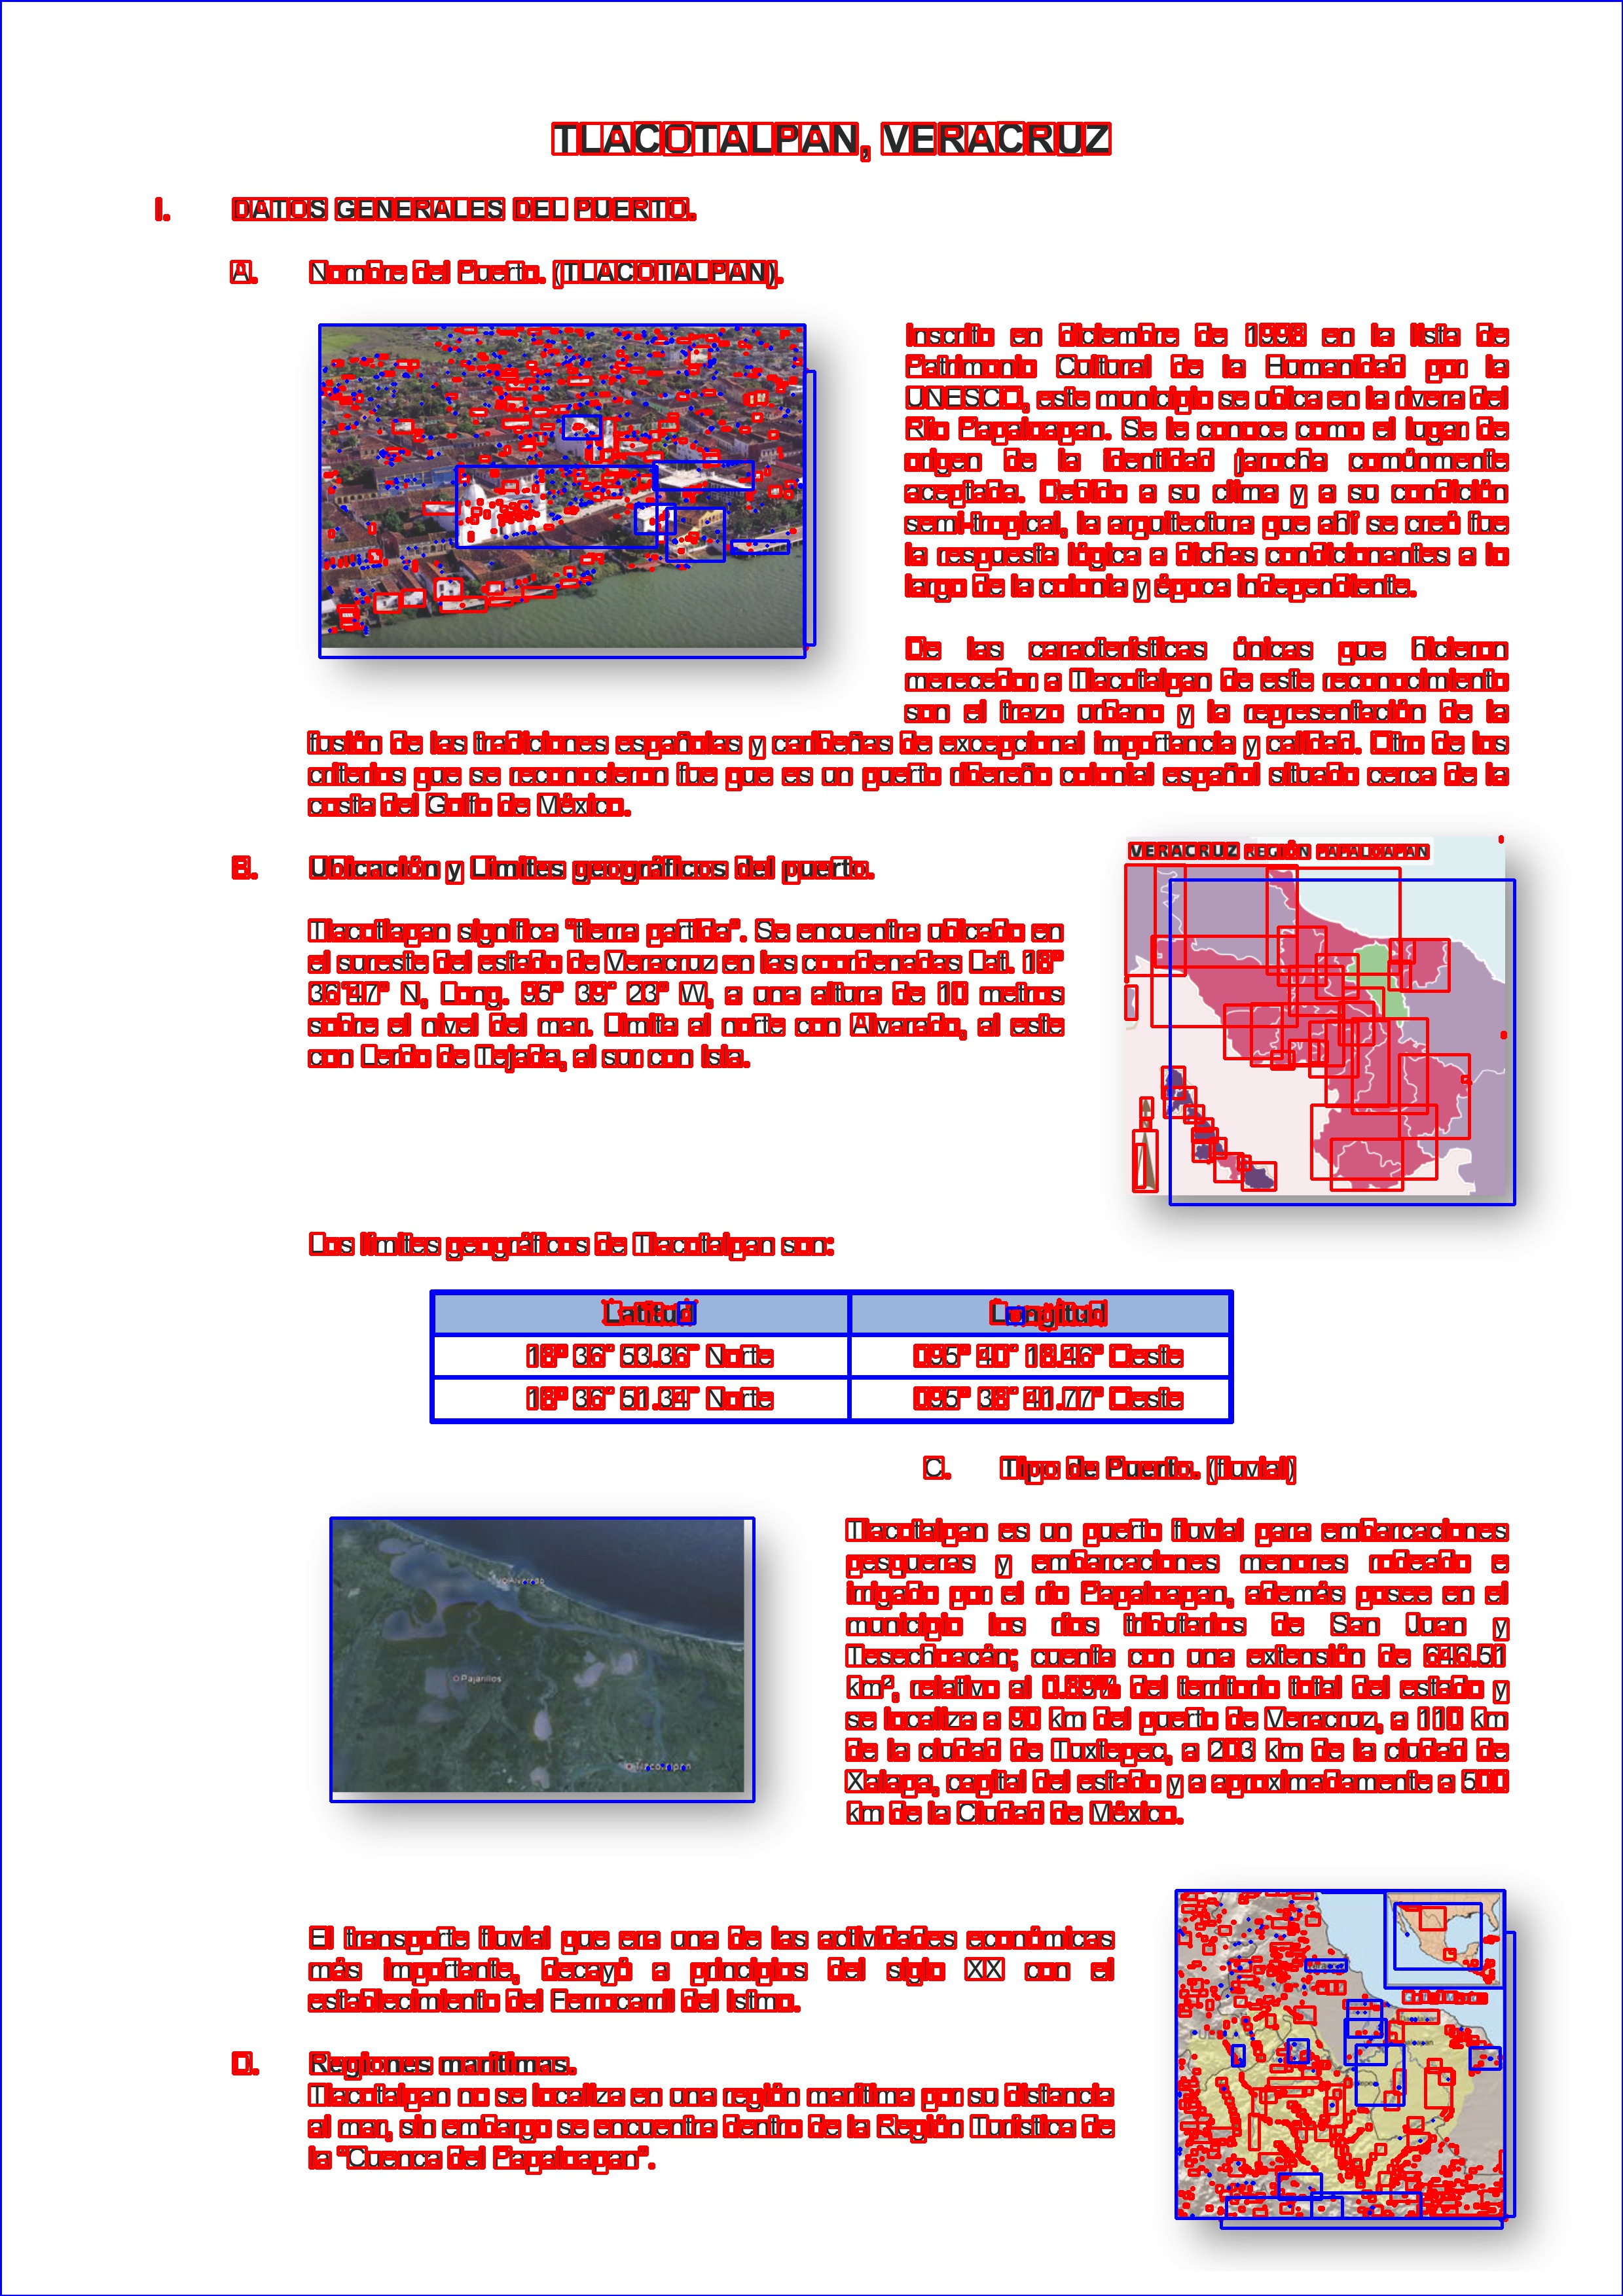 TLACOTALPAN, VERACRUZ
I. DATOS GENERALES DEL PUERTO.
A. Nombre del Puerto. (TLACOTALPAN).
Inscrito en diciembre de 1998 en la lista de
Patrimonio Cultural de la Humanidad por la
UNESCO, este municipio se ubica en la rivera del
Río Papaloapan. Se le conoce como el lugar de
origen de la identidad jarocha comúnmente
aceptada. Debido a su clima y a su condición
semi-tropical, la arquitectura que ahí se creó fue
la respuesta lógica a dichas condicionantes a lo
largo de la colonia y época independiente.
De las características únicas que hicieron
merecedor a Tlacotalpan de este reconocimiento
son el trazo urbano y la representación de la
fusión de las tradiciones españolas y caribeñas de excepcional importancia y calidad. Otro de los
criterios que se reconocieron fue que es un puerto ribereño colonial español situado cerca de la
costa del Golfo de México.
VERACRUZ REGIÓN PAPALOAPAN
B. Ubicación y Límites geográficos del puerto.
Tlacotlapan significa "tierra partida". Se encuentra ubicado en
el sureste del estado de Veracruz en las coordenadas Lat. 18°
36'47" N, Long. 95° 39' 23" W, a una altura de 10 metros
sobre el nivel del mar. Limita al norte con Alvarado, al este
con Lerdo de Tejada, al sur con Isla.
Los límites geográficos de Tlacotalpan son:
Latitud Longitud
18° 36´ 53.36" Norte 095° 40´ 18.46" Oeste
18° 36´ 51.34" Norte 095° 38´ 41.77" Oeste
C. Tipo de Puerto. (fluvial)
Alvarado
Pajarillos
Tlacotalpan
Tlacotalpan es un puerto fluvial para embarcaciones
pesqueras y embarcaciones menores rodeado e
irrigado por el río Papaloapan, además posee en el
municipio los ríos tributarios de San Juan y
Tesechoacán; cuenta con una extensión de 646.51
km², relativo al 0.89% del territorio total del estado y
se localiza a 90 km del puerto de Veracruz, a 110 km
de la ciudad de Tuxtepec, a 203 km de la ciudad de
Xalapa, capital del estado y a aproximadamente a 500
km de la Ciudad de México.
El transporte fluvial que era una de las actividades económicas
más importante, decayó a principios del siglo XX con el
establecimiento del Ferrocarril del Istmo.
D. Regiones marítimas.
Tlacotalpan no se localiza en una región marítima por su distancia
al mar, sin embargo se encuentra dentro de la Región Turística de
la "Cuenca del Papaloapan".